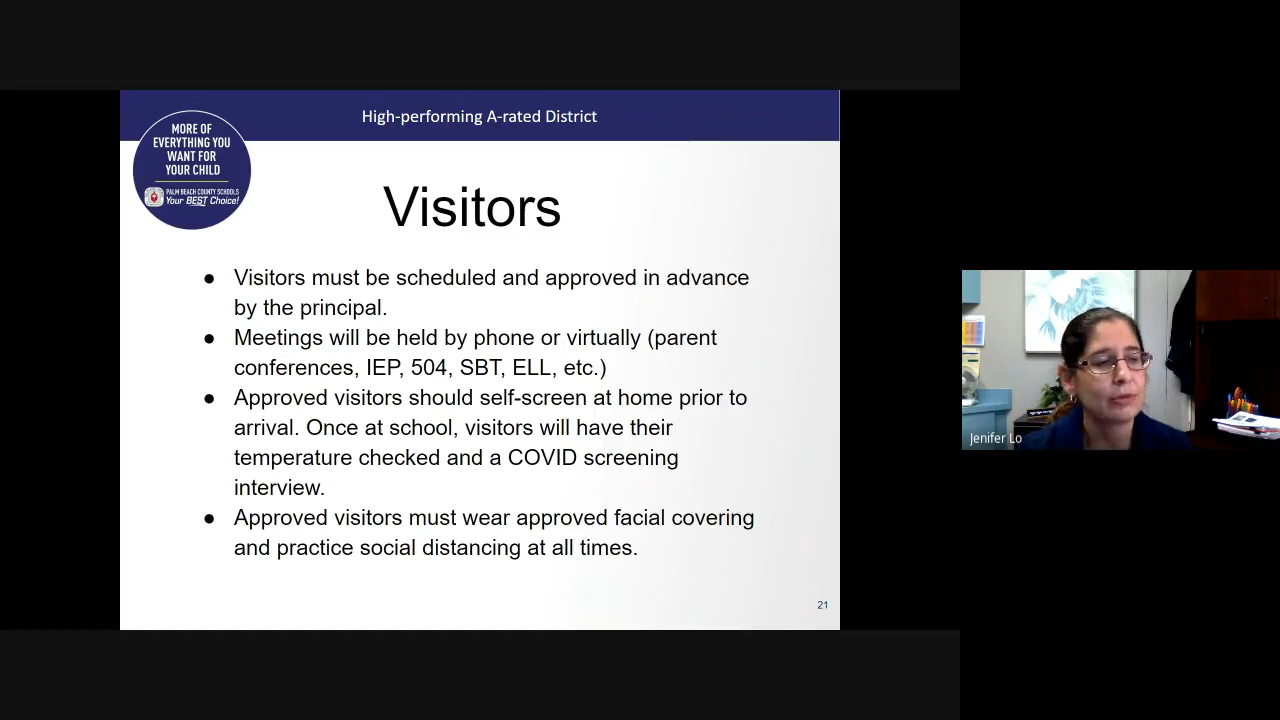 High-performing A-rated District
MORE OF
EVERYTHING YOU
WANT FOR
YOUR CHILD
PALM BEACH COUNTY SCHOOLS
Your BEST Choice!
Visitors
● Visitors must be scheduled and approved in advance
by the principal.
● Meetings will be held by phone or virtually (parent
conferences, IEP, 504, SBT, ELL, etc.)
● Approved visitors should self-screen at home prior to
arrival. Once at school, visitors will have their
temperature checked and a COVID screening
interview.
● Approved visitors must wear approved facial covering
and practice social distancing at all times.
21
Jenifer Lo